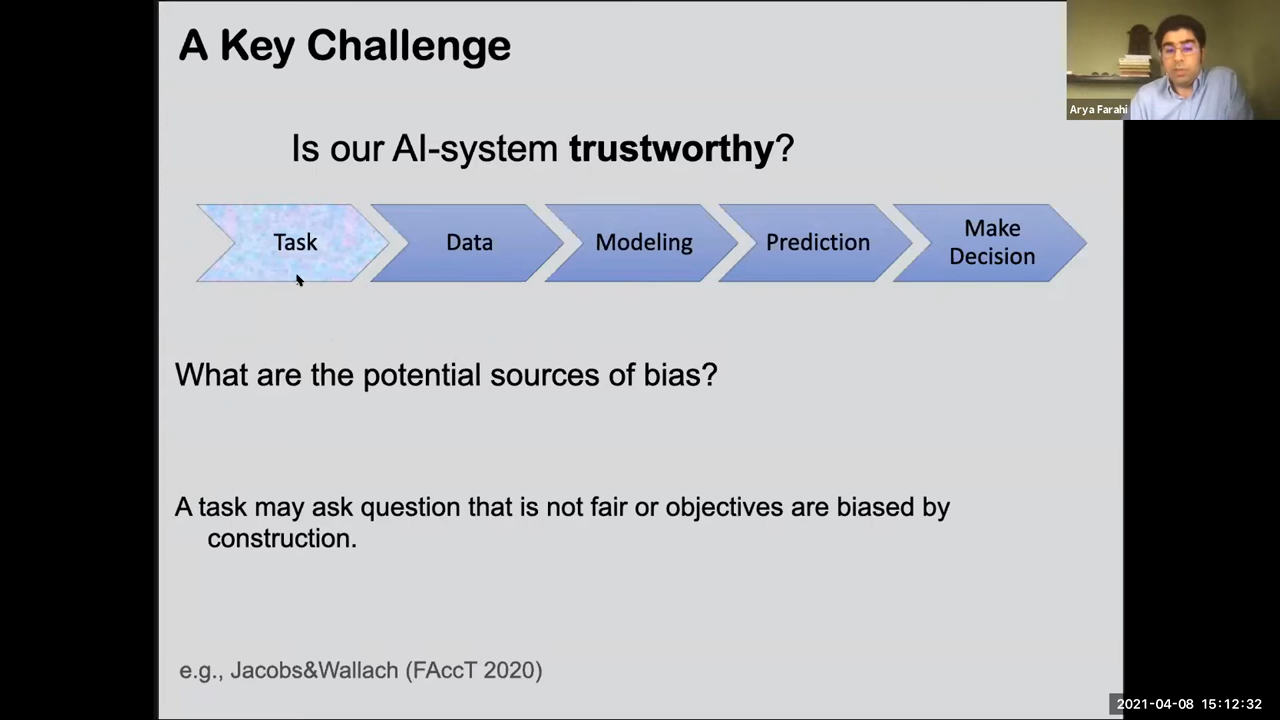 A Key Challenge
Arya Farahi
Is our AI-system trustworthy?
Task
Data
Modeling
Prediction
Make
Decision
What are the potential sources of bias?
A task may ask question that is not fair or objectives are biased by
construction.
e.g., Jacobs&Wallach (FAccT 2020)
2021-04-08 15:12:32